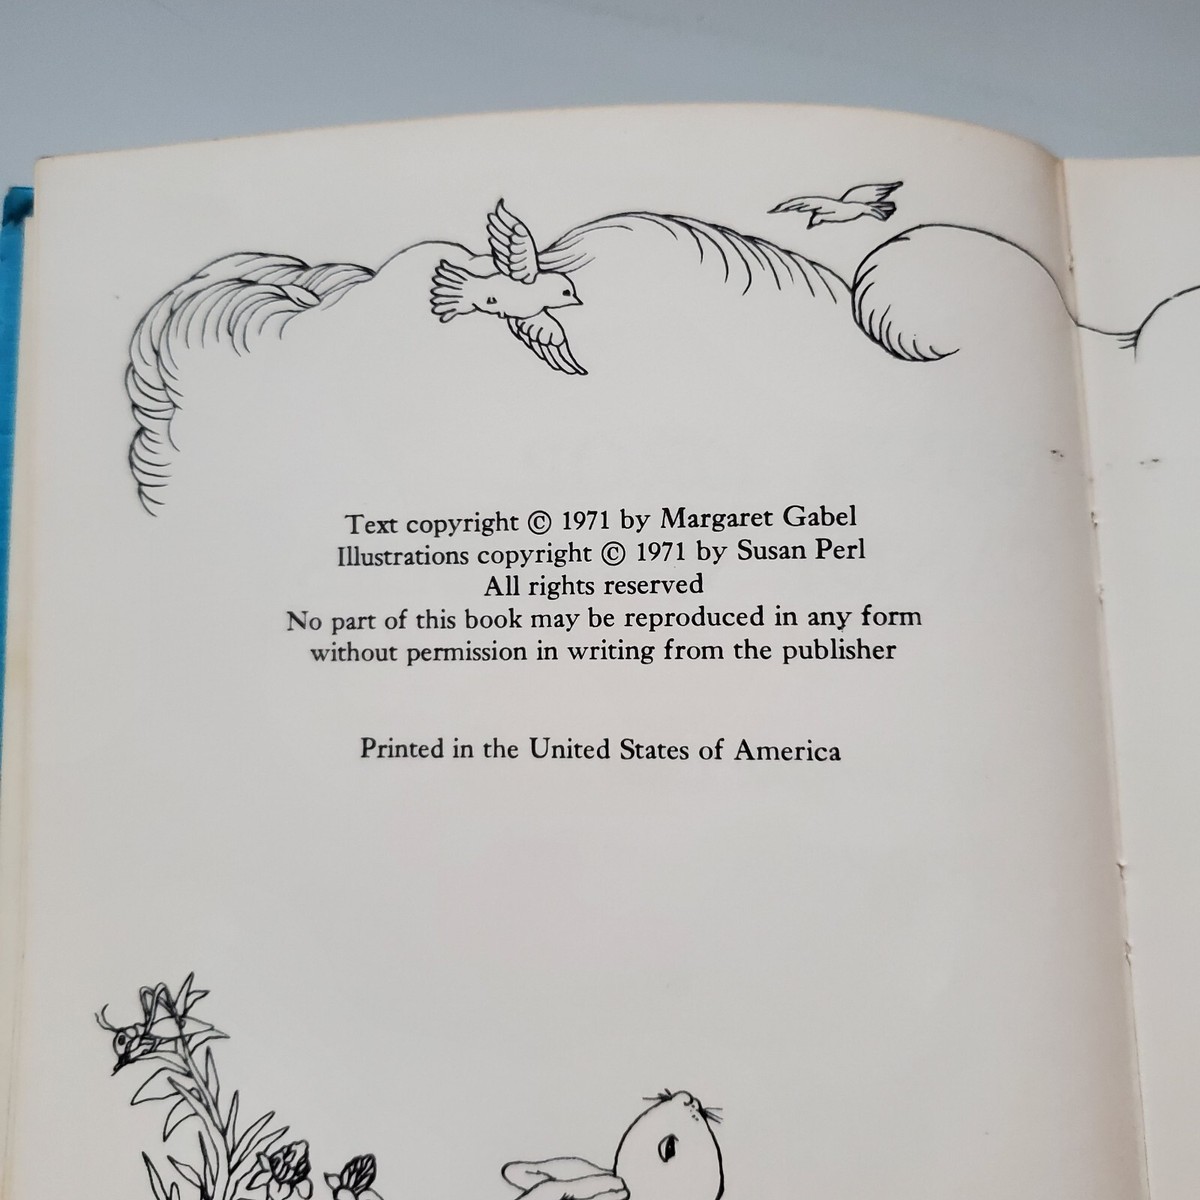 Text copyright © 1971 by Margaret Gabel
Illustrations copyright © 1971 by Susan Perl
All rights reserved
No part of this book may be reproduced in any form
without permission in writing from the publisher
Printed in the United States of America